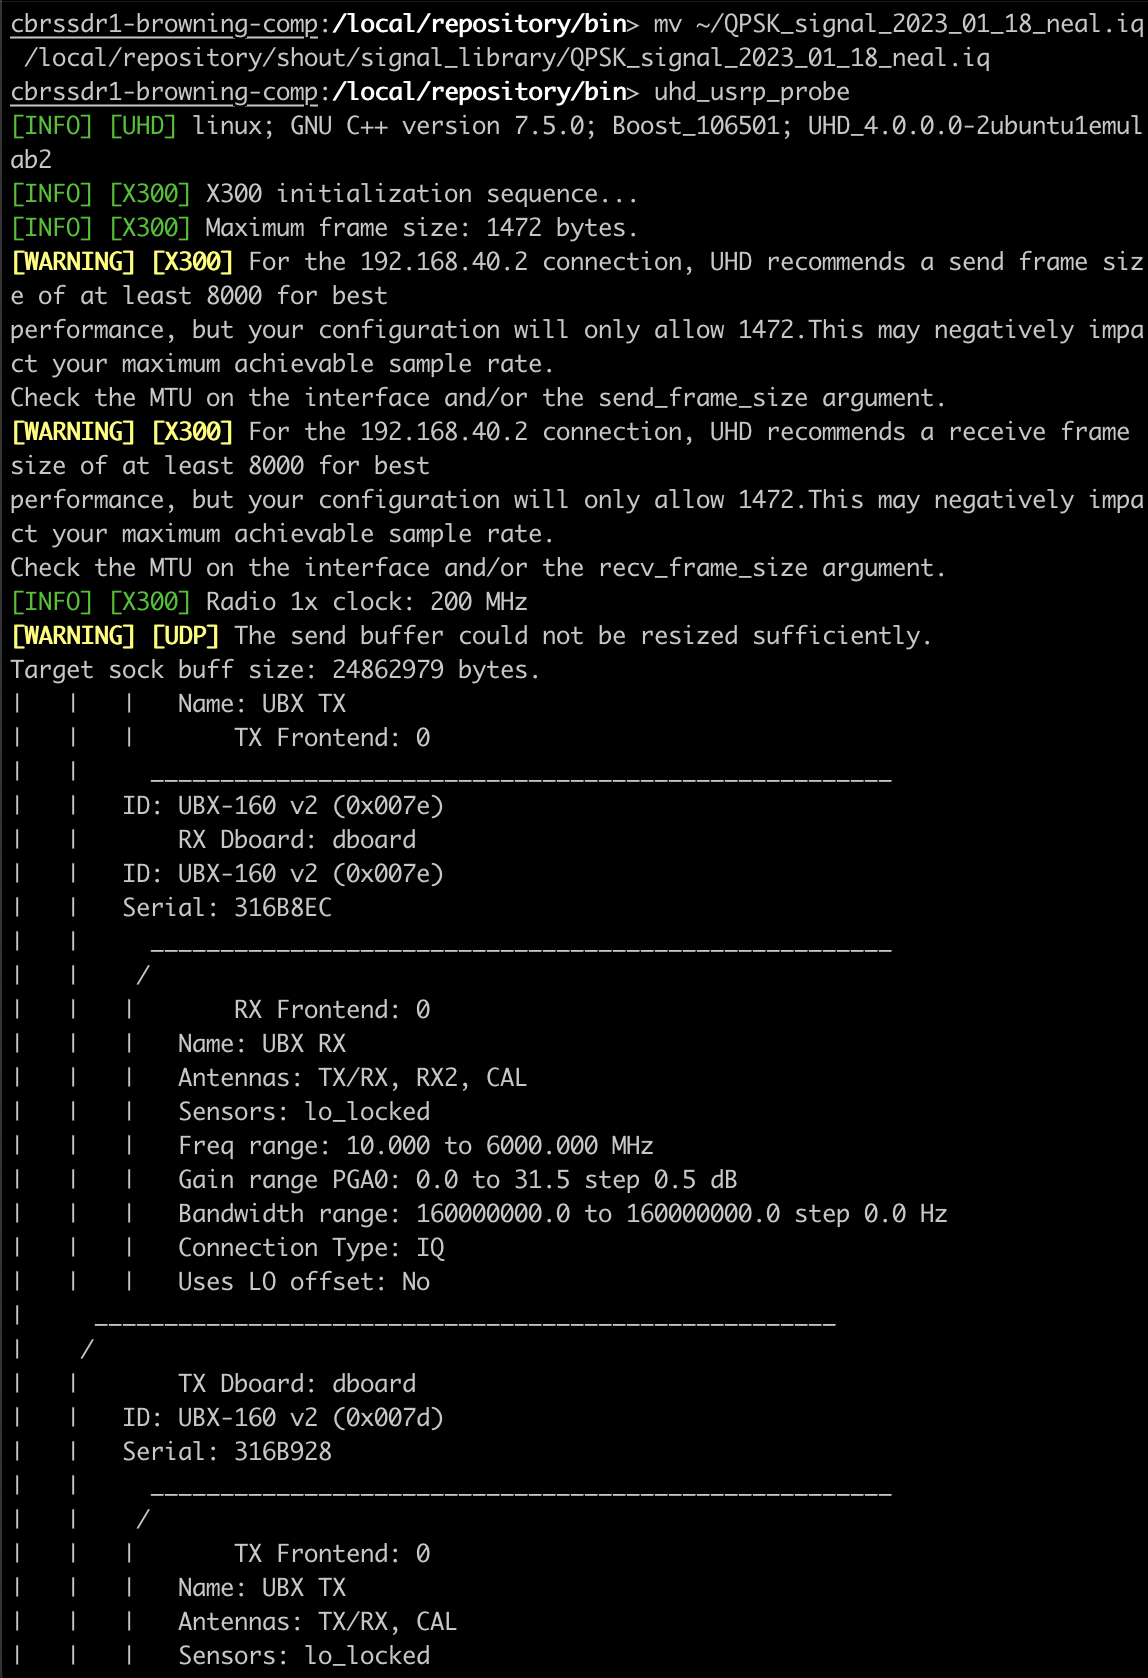 cbrssdr1-browning-comp:/local/repository/bin> mv ~/QPSK_signal_2023_01_18_neal.iq
 /local/repository/shout/signal_library/QPSK_signal_2023_01_18_neal.iq
cbrssdr1-browning-comp:/local/repository/bin> uhd_usrp_probe
[INFO] [UHD] linux; GNU C++ version 7.5.0; Boost_106501; UHD_4.0.0.0-2ubuntu1emul
ab2
[INFO] [X300] X300 initialization sequence...
[INFO] [X300] Maximum frame size: 1472 bytes.
[WARNING] [X300] For the 192.168.40.2 connection, UHD recommends a send frame siz
e of at least 8000 for best
performance, but your configuration will only allow 1472.This may negatively impa
ct your maximum achievable sample rate.
Check the MTU on the interface and/or the send_frame_size argument.
[WARNING] [X300] For the 192.168.40.2 connection, UHD recommends a receive frame
size of at least 8000 for best
performance, but your configuration will only allow 1472.This may negatively impa
ct your maximum achievable sample rate.
Check the MTU on the interface and/or the recv_frame_size argument.
[INFO] [X300] Radio 1x clock: 200 MHz
[WARNING] [UDP] The send buffer could not be resized sufficiently.
Target sock buff size: 24862979 bytes.
|   |   |   Name: UBX TX
|   |   |       TX Frontend: 0
|   |     _____________________________________________________
|   |   ID: UBX-160 v2 (0x007e)
|   |       RX Dboard: dboard
|   |   ID: UBX-160 v2 (0x007e)
|   |   Serial: 316B8EC
|   |     _____________________________________________________
|   |    /
|   |   |       RX Frontend: 0
|   |   |   Name: UBX RX
|   |   |   Antennas: TX/RX, RX2, CAL
|   |   |   Sensors: lo_locked
|   |   |   Freq range: 10.000 to 6000.000 MHz
|   |   |   Gain range PGA0: 0.0 to 31.5 step 0.5 dB
|   |   |   Bandwidth range: 160000000.0 to 160000000.0 step 0.0 Hz
|   |   |   Connection Type: IQ
|   |   |   Uses LO offset: No
|     _____________________________________________________
|    /
|   |       TX Dboard: dboard
|   |   ID: UBX-160 v2 (0x007d)
|   |   Serial: 316B928
|   |     _____________________________________________________
|   |    /
|   |   |       TX Frontend: 0
|   |   |   Name: UBX TX
|   |   |   Antennas: TX/RX, CAL
|   |   |   Sensors: lo_locked